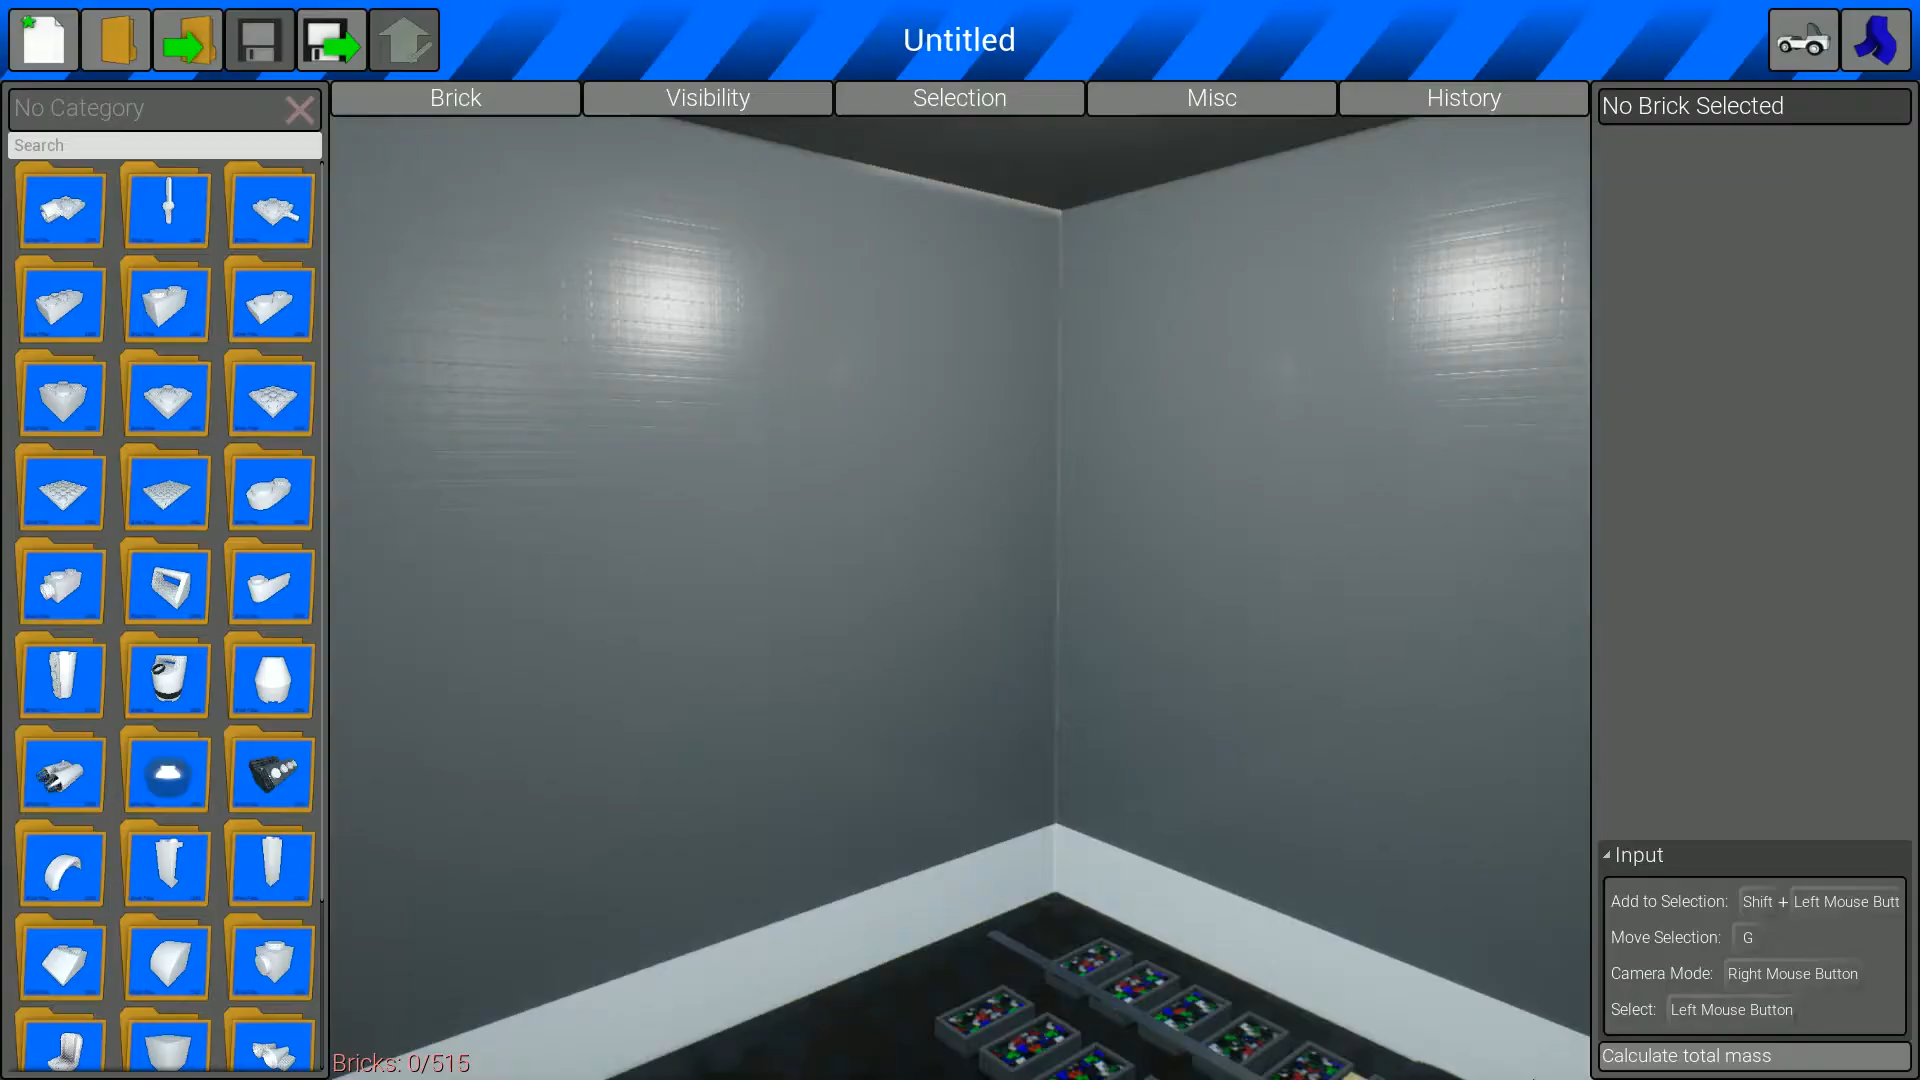 Untitled
No Category
Search
Brick
Visibility
Selection
Misc
History
No Brick Selected
Input
Add to Selection: Shift + Left Mouse Butt
Move Selection: G
Camera Mode: Right Mouse Button
Select: Left Mouse Button
Calculate total mass
Bricks: 0/515